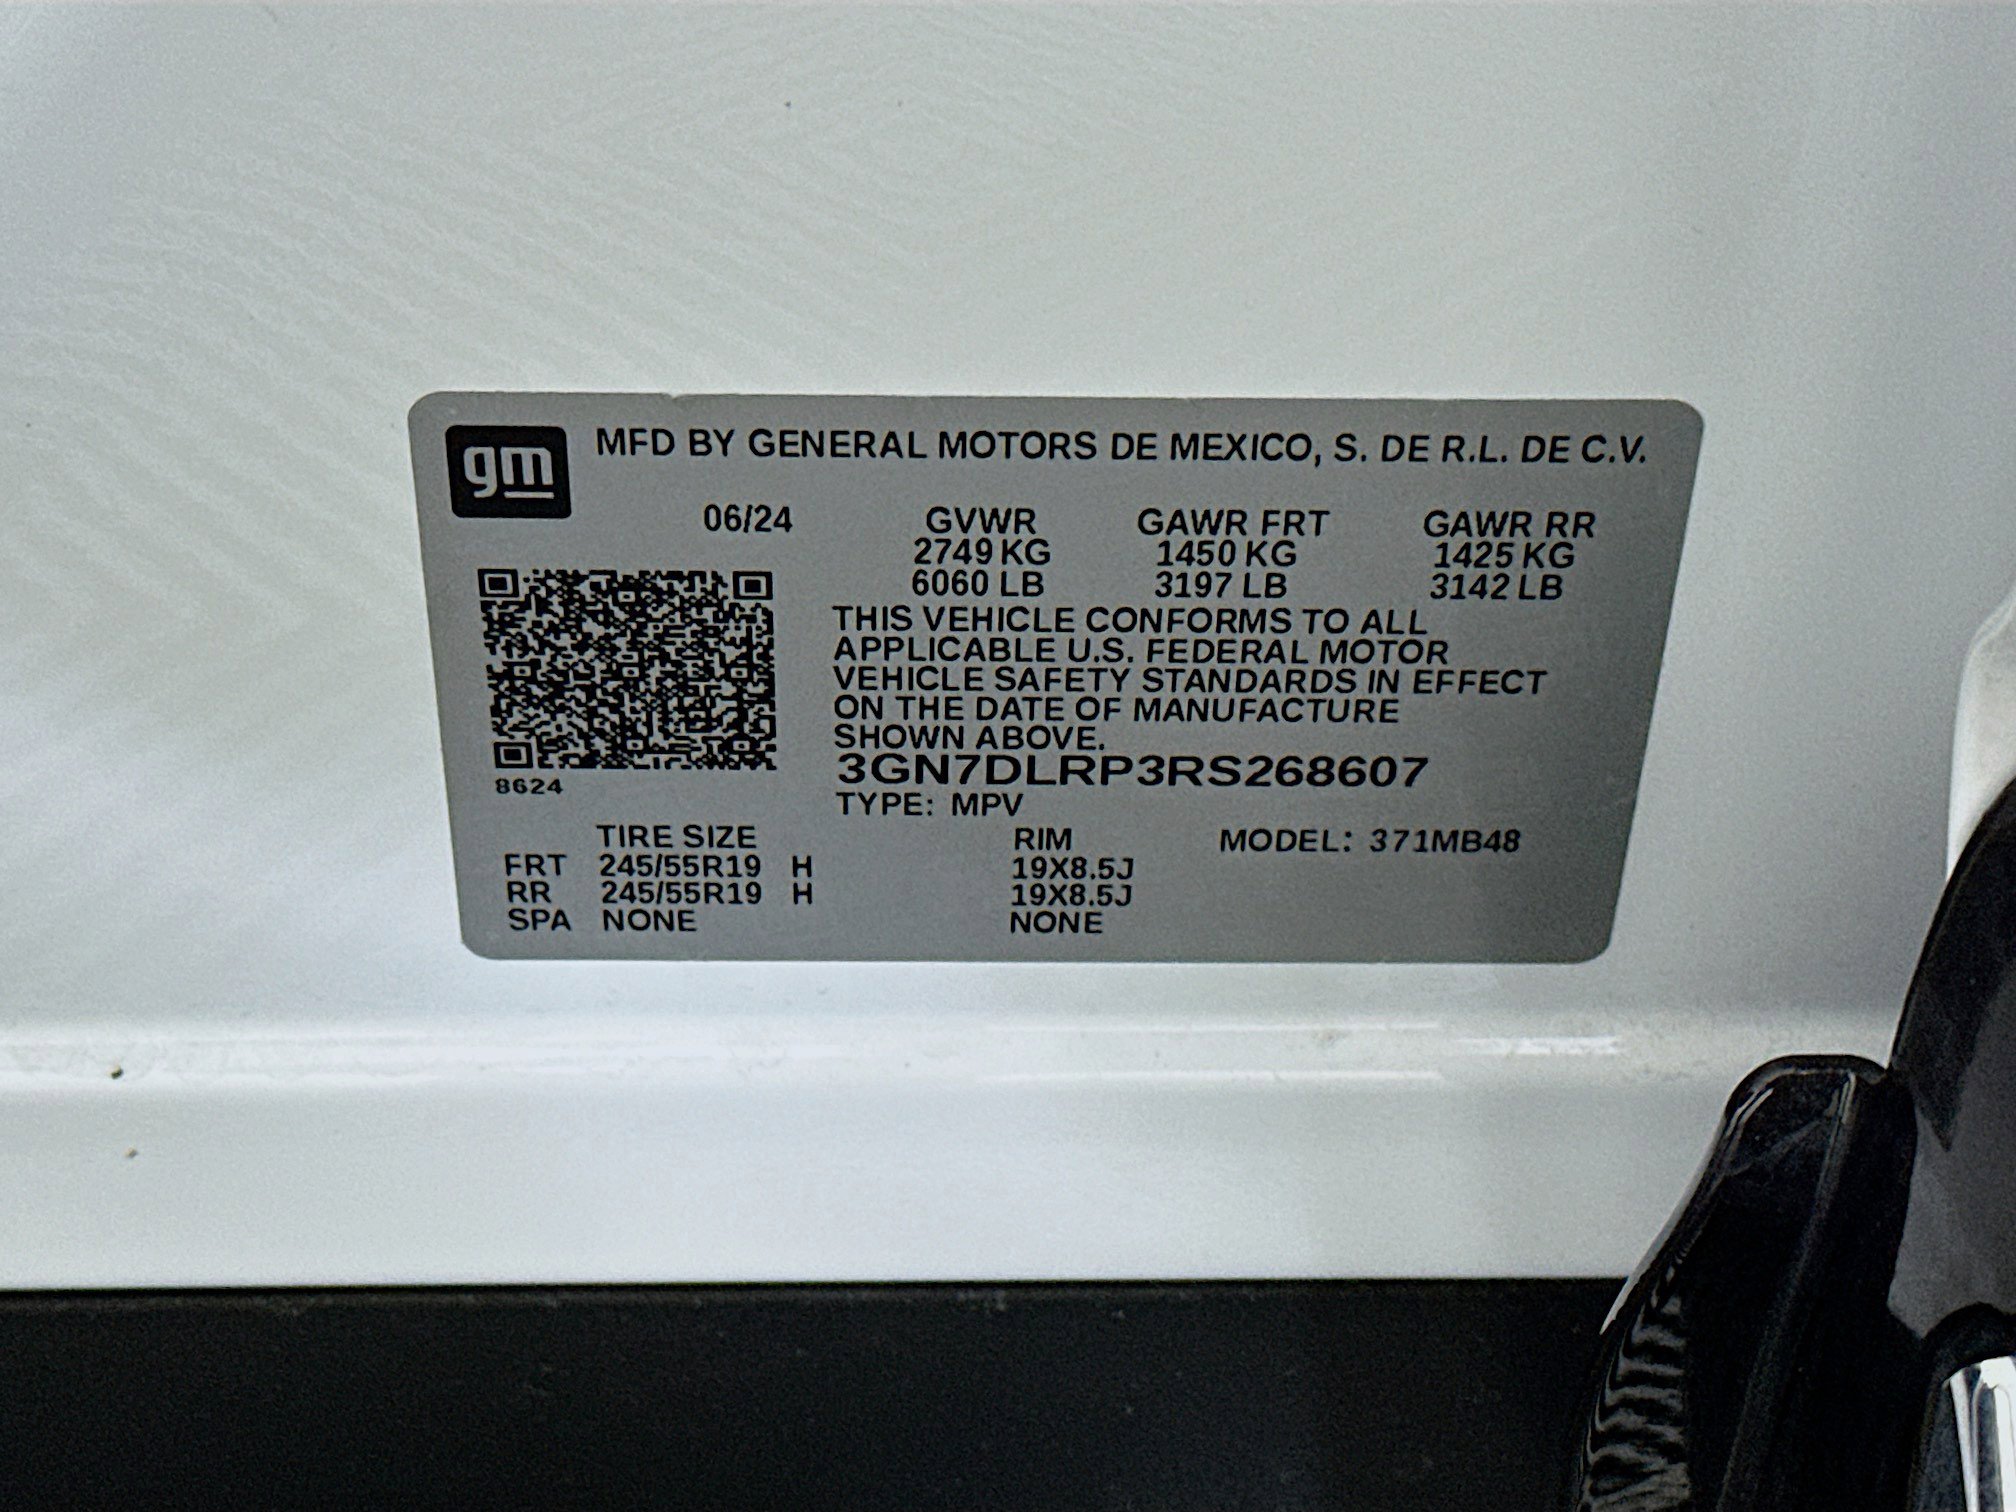 gm MFD BY GENERAL MOTORS DE MEXICO, S. DE R.L. DE C.V.
06/24 GVWR GAWR FRT GAWR RR
2749 KG 1450 KG 1425 KG
6060 LB 3197 LB 3142 LB
THIS VEHICLE CONFORMS TO ALL
APPLICABLE U.S. FEDERAL MOTOR
VEHICLE SAFETY STANDARDS IN EFFECT
ON THE DATE OF MANUFACTURE
SHOWN ABOVE.
3GN7DLRP3RS268607
8624
TYPE: MPV
TIRE SIZE RIM MODEL: 371MB48
FRT 245/55R19 H 19X8.5J
RR 245/55R19 H 19X8.5J
SPA NONE NONE